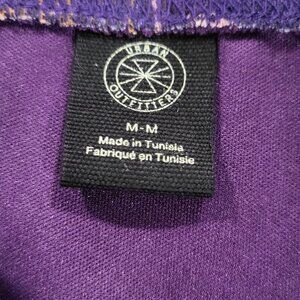 URBAN
OUTFITTERS
M-M
Made in Tunisia
Fabriqué en Tunisie